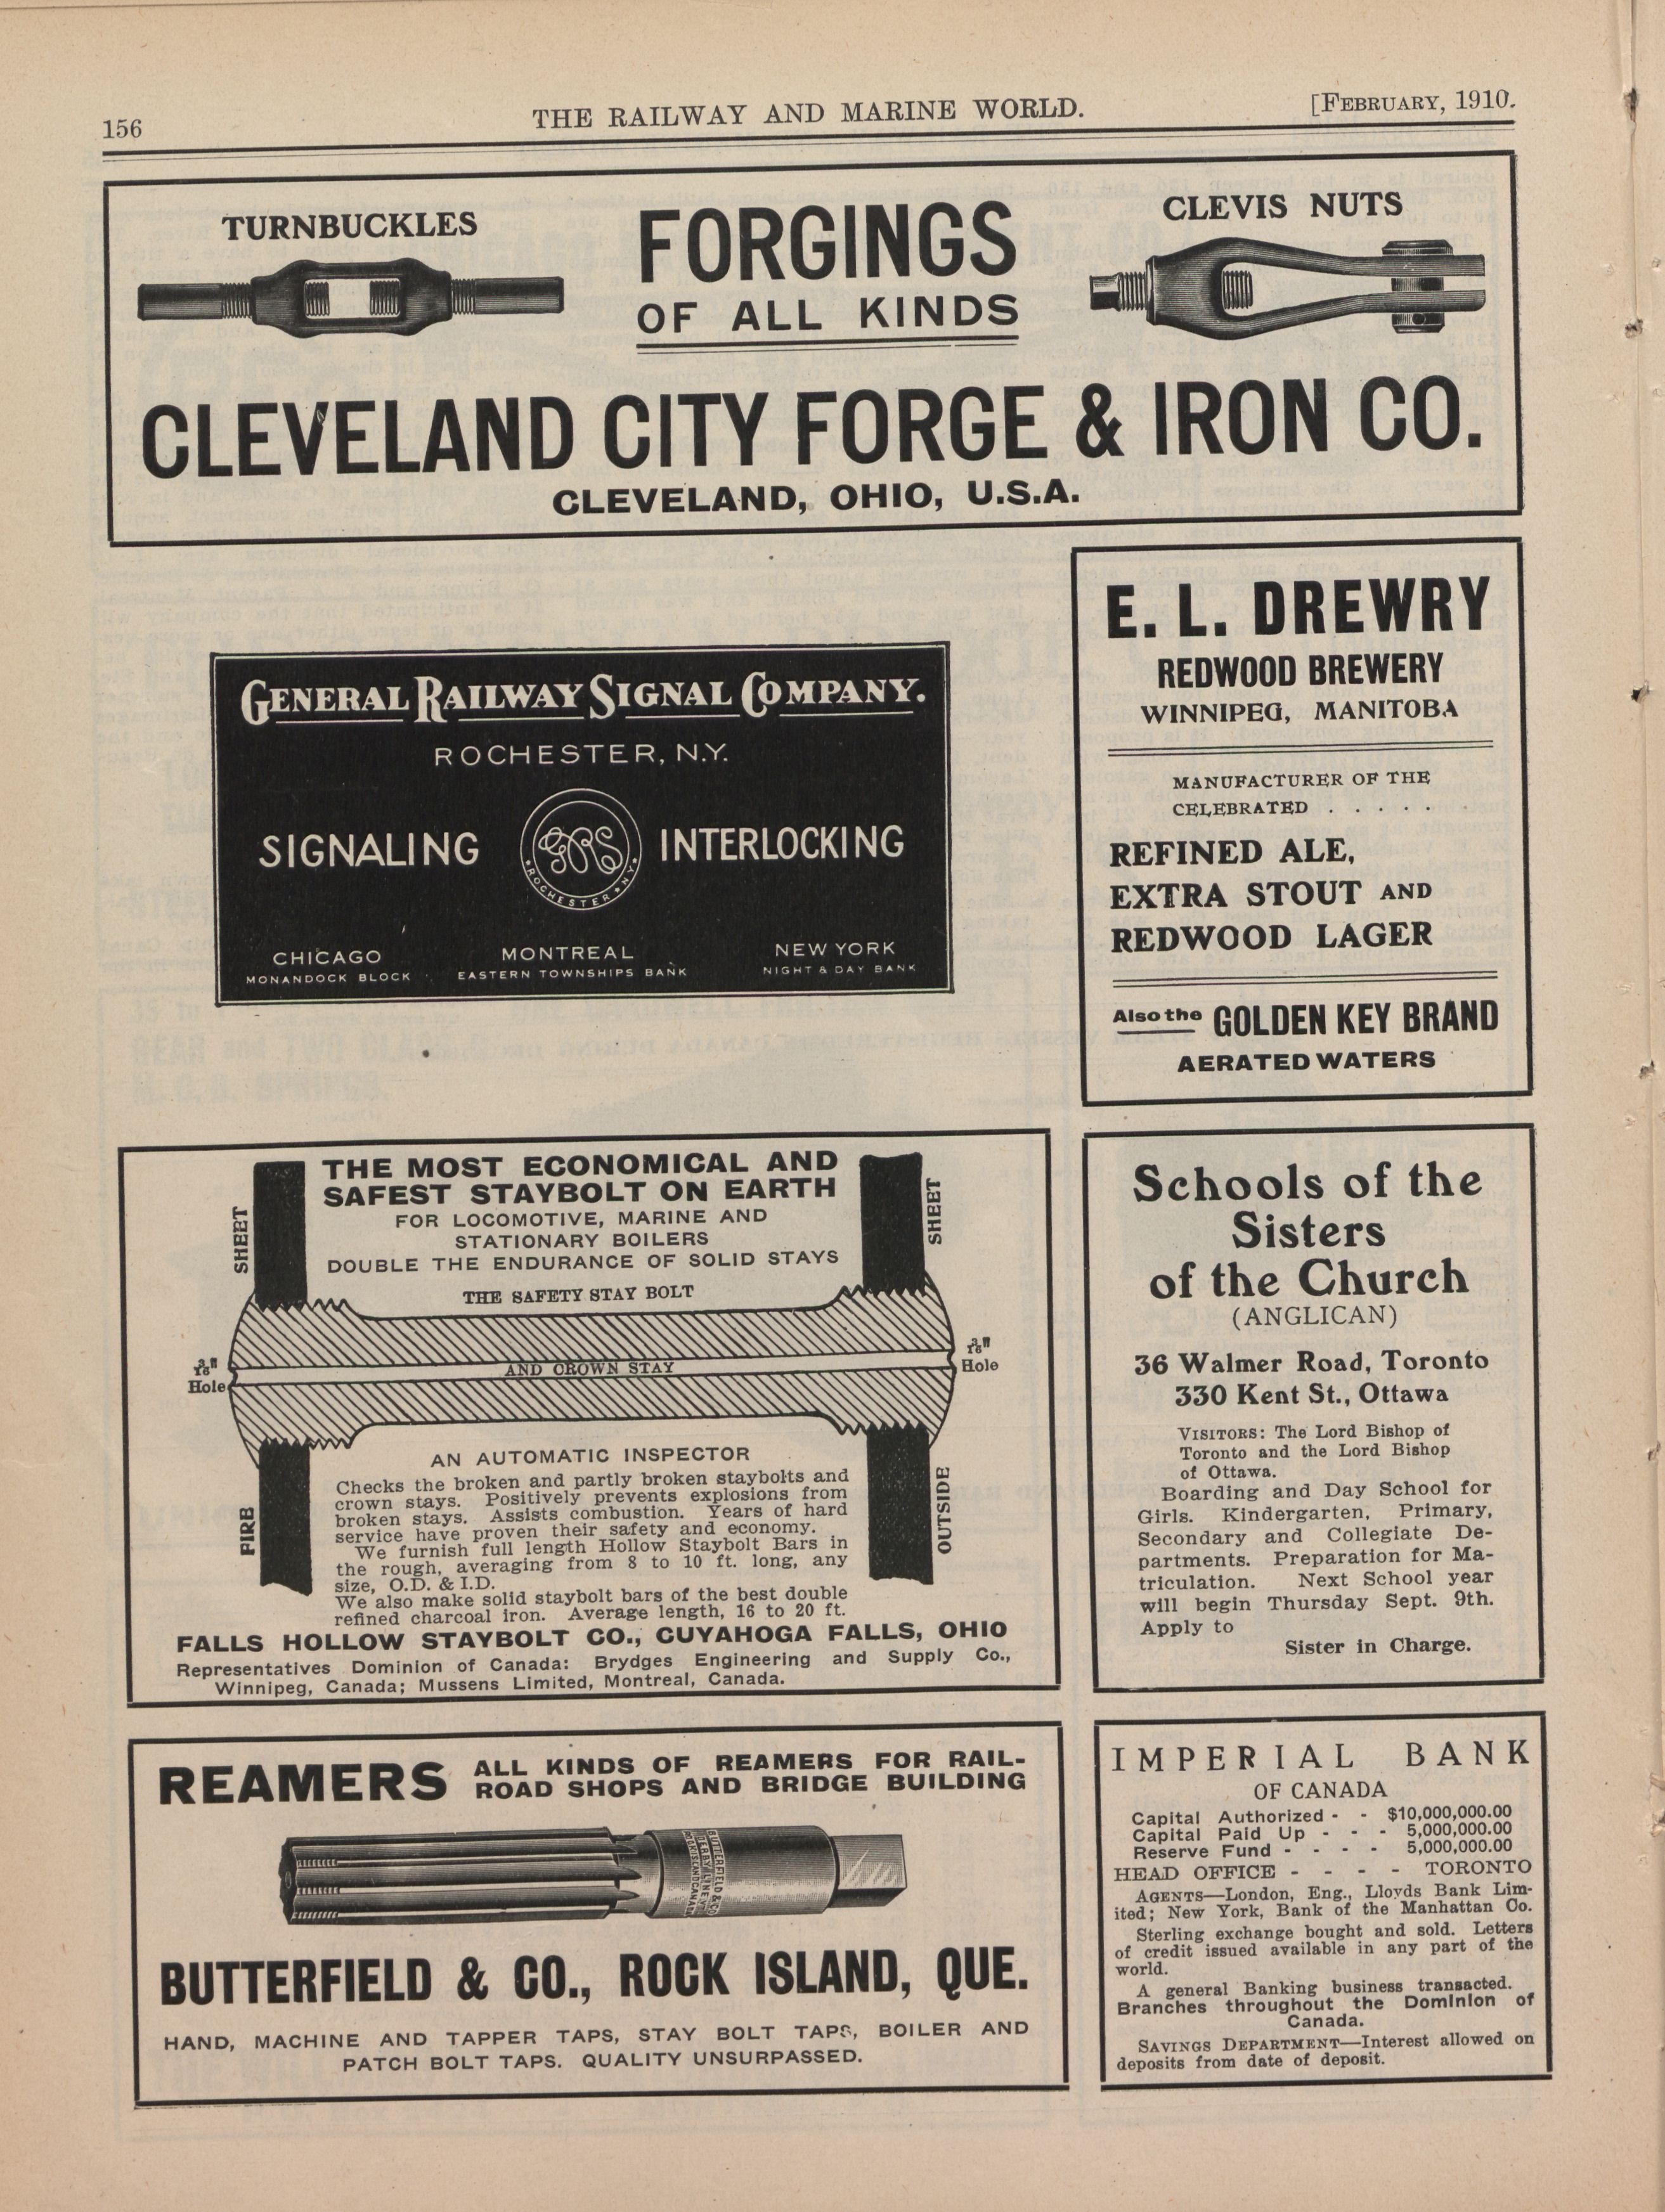 156
THE RAILWAY AND MARINE WORLD.
[FEBRUARY, 1910.
TURNBUCKLES
FORGINGS
OF ALL KINDS
CLEVIS NUTS
CLEVELAND CITY FORGE & IRON CO.
CLEVELAND, OHIO, U.S.A.
GENERAL RAILWAY SIGNAL COMPANY.
ROCHESTER, N.Y.
SIGNALING
GRS
ROCHESTER N.Y.
INTERLOCKING
CHICAGO
MONANDOCK BLOCK
MONTREAL
EASTERN TOWNSHIPS BANK
NEW YORK
NIGHT & DAY BANK
E. L. DREWRY
REDWOOD BREWERY
WINNIPEG, MANITOBA
MANUFACTURER OF THE
CELEBRATED . . . . .
REFINED ALE,
EXTRA STOUT AND
REDWOOD LAGER
Also the GOLDEN KEY BRAND
AERATED WATERS
THE MOST ECONOMICAL AND
SAFEST STAYBOLT ON EARTH
FOR LOCOMOTIVE, MARINE AND
STATIONARY BOILERS
DOUBLE THE ENDURANCE OF SOLID STAYS
SHEET
SHEET
THE SAFETY STAY BOLT
AND CROWN STAY
3/16" Hole
3/16" Hole
FIRB
OUTSIDE
AN AUTOMATIC INSPECTOR
Checks the broken and partly broken staybolts and
crown stays. Positively prevents explosions from
broken stays. Assists combustion. Years of hard
service have proven their safety and economy.
We furnish full length Hollow Staybolt Bars in
the rough, averaging from 8 to 10 ft. long, any
size, O.D. & I.D.
We also make solid staybolt bars of the best double
refined charcoal iron. Average length, 16 to 20 ft.
FALLS HOLLOW STAYBOLT CO., CUYAHOGA FALLS, OHIO
Representatives Dominion of Canada: Brydges Engineering and Supply Co.,
Winnipeg, Canada; Mussens Limited, Montreal, Canada.
Schools of the
Sisters
of the Church
(ANGLICAN)
36 Walmer Road, Toronto
330 Kent St., Ottawa
VISITORS: The Lord Bishop of
Toronto and the Lord Bishop
of Ottawa.
Boarding and Day School for
Girls. Kindergarten, Primary,
Secondary and Collegiate De-
partments. Preparation for Ma-
triculation. Next School year
will begin Thursday Sept. 9th.
Apply to
Sister in Charge.
REAMERS
ALL KINDS OF REAMERS FOR RAIL-
ROAD SHOPS AND BRIDGE BUILDING
BUTTERFIELD & CO
DERBY LINE VT
ROCK ISLAND CANADA
BUTTERFIELD & CO., ROCK ISLAND, QUE.
HAND, MACHINE AND TAPPER TAPS, STAY BOLT TAPS, BOILER AND
PATCH BOLT TAPS. QUALITY UNSURPASSED.
IMPERIAL BANK
OF CANADA
Capital Authorized - - $10,000,000.00
Capital Paid Up - - - 5,000,000.00
Reserve Fund - - - - 5,000,000.00
HEAD OFFICE - - - - TORONTO
AGENTS—London, Eng., Lloyds Bank Lim-
ited; New York, Bank of the Manhattan Co.
Sterling exchange bought and sold. Letters
of credit issued available in any part of the
world.
A general Banking business transacted.
Branches throughout the Dominion of
Canada.
SAVINGS DEPARTMENT—Interest allowed on
deposits from date of deposit.